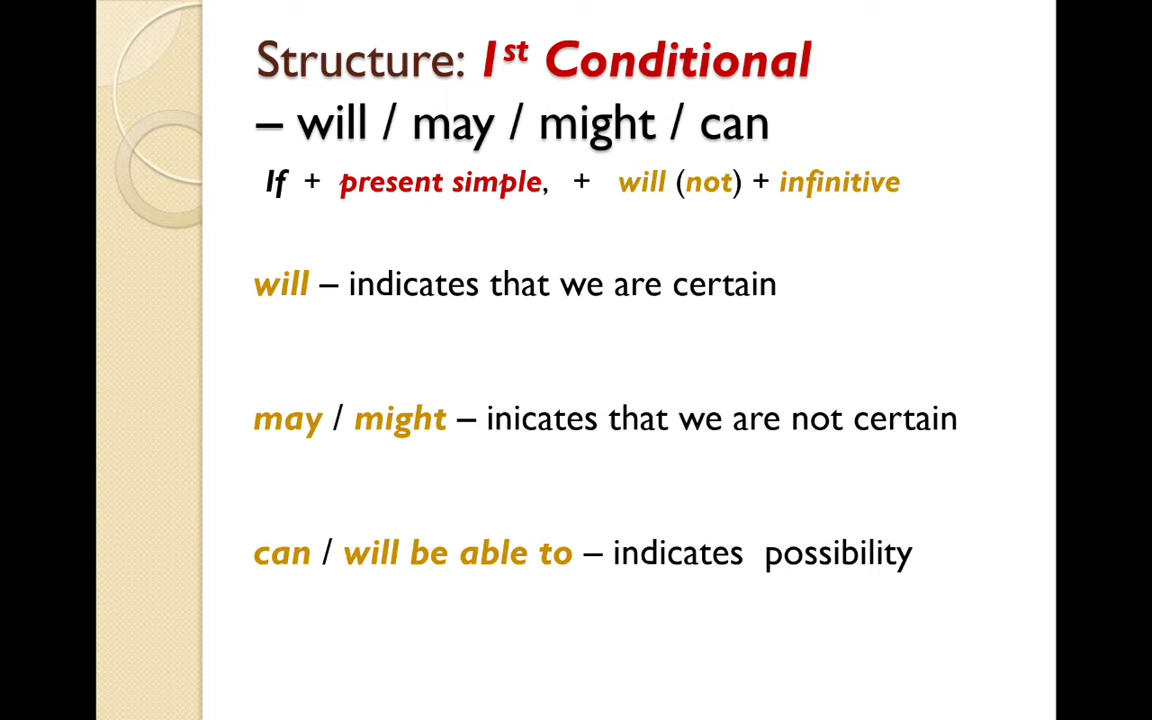 Structure: 1st Conditional
– will / may / might / can
If + present simple, + will (not) + infinitive
will – indicates that we are certain
may / might – inicates that we are not certain
can / will be able to – indicates possibility